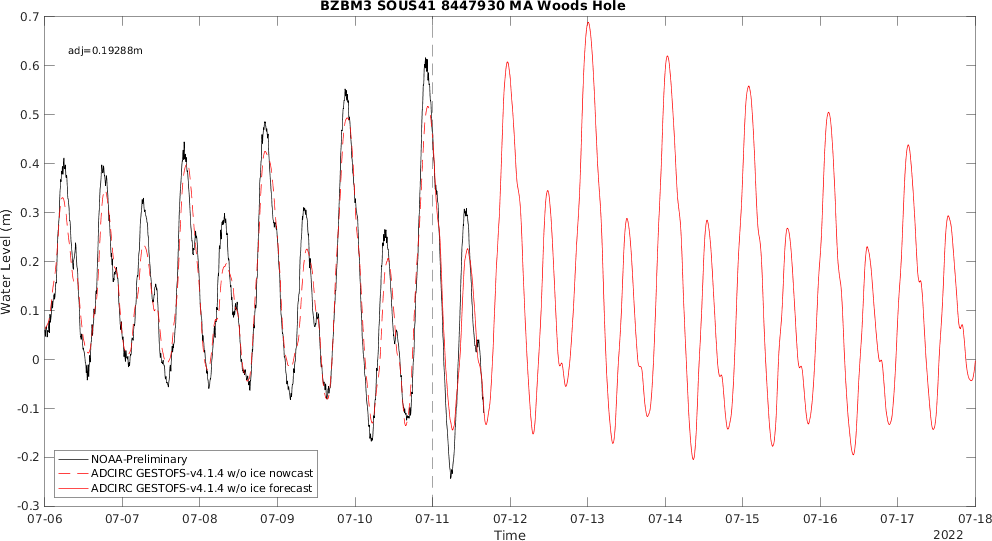 BZBM3 SOUS41 8447930 MA Woods Hole
adj=0.19288m
0.7
0.6
0.5
0.4
0.3
0.2
0.1
0
-0.1
-0.2
-0.3
Water Level (m)
NOAA-Preliminary
ADCIRC GESTOFS-v4.1.4 w/o ice nowcast
ADCIRC GESTOFS-v4.1.4 w/o ice forecast
07-06 07-07 07-08 07-09 07-10 07-11 07-12 07-13 07-14 07-15 07-16 07-17 07-18
Time
2022